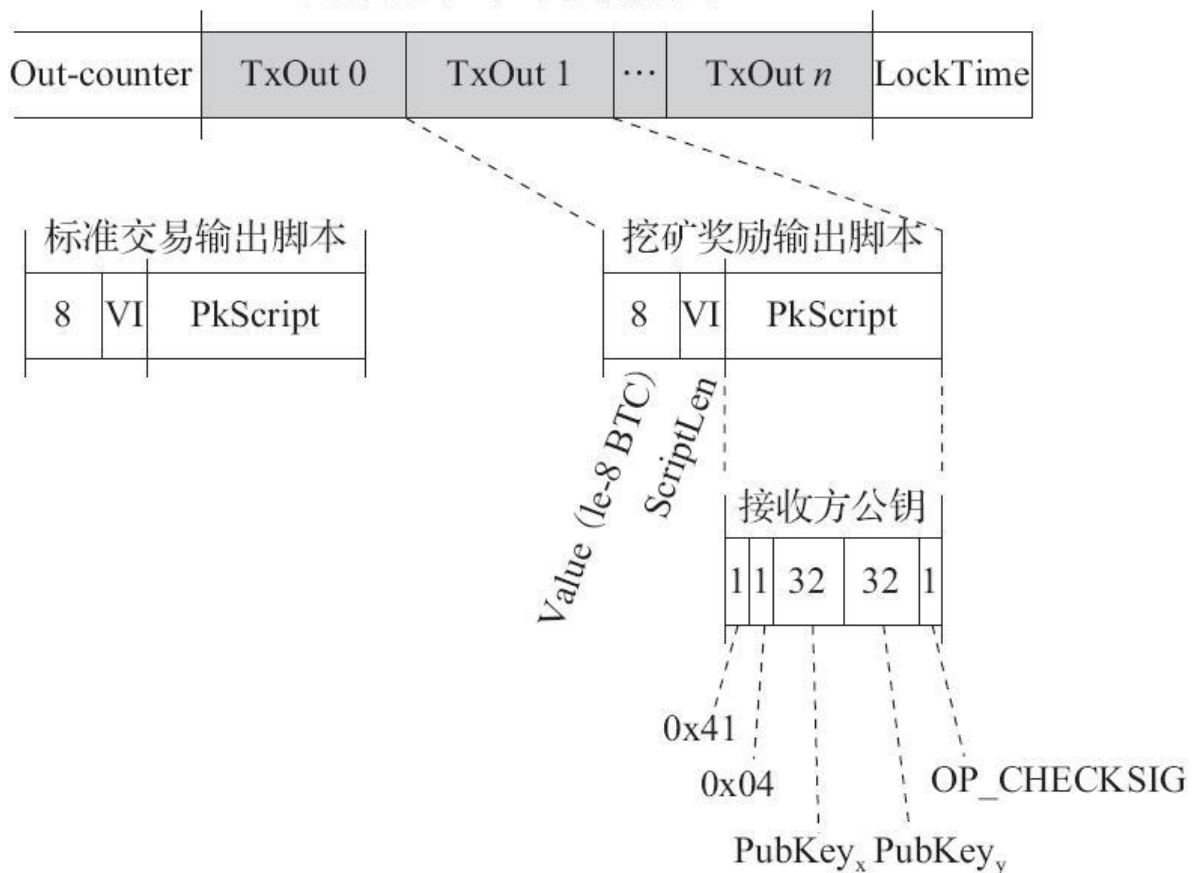 Out-counter TxOut 0 TxOut 1 … TxOut n LockTime
标准交易输出脚本 挖矿奖励输出脚本
8 VI PkScript 8 VI PkScript
Value (le-8 BTC) ScriptLen
接收方公钥
1 1 32 32 1
0x41
0x04 OP_CHECKSIG
PubKeyx PubKeyy